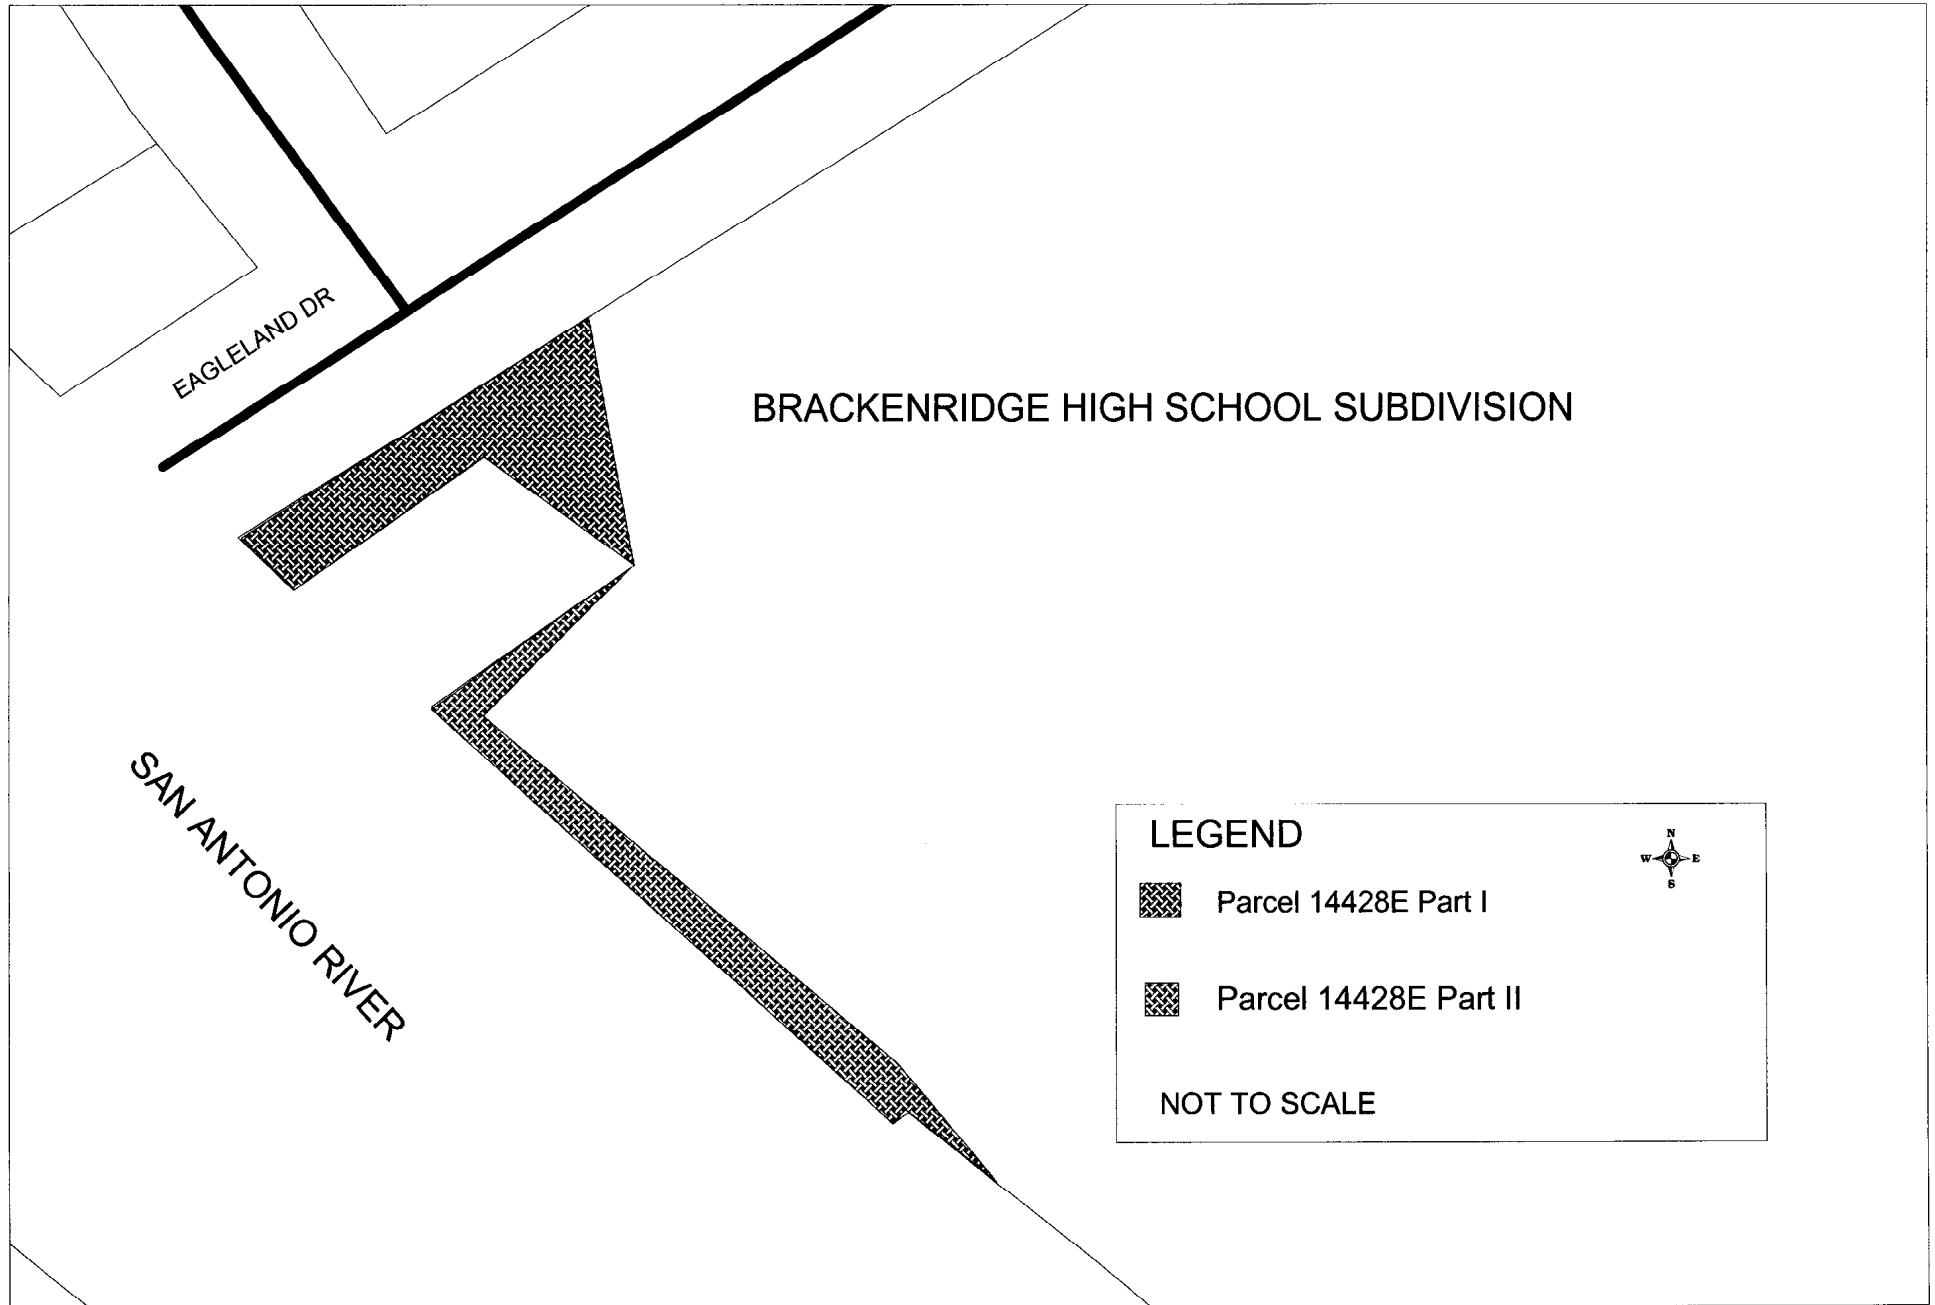 EAGLELAND DR
BRACKENRIDGE HIGH SCHOOL SUBDIVISION
SAN ANTONIO RIVER
LEGEND
N
W E
S
Parcel 14428E Part I
Parcel 14428E Part II
NOT TO SCALE